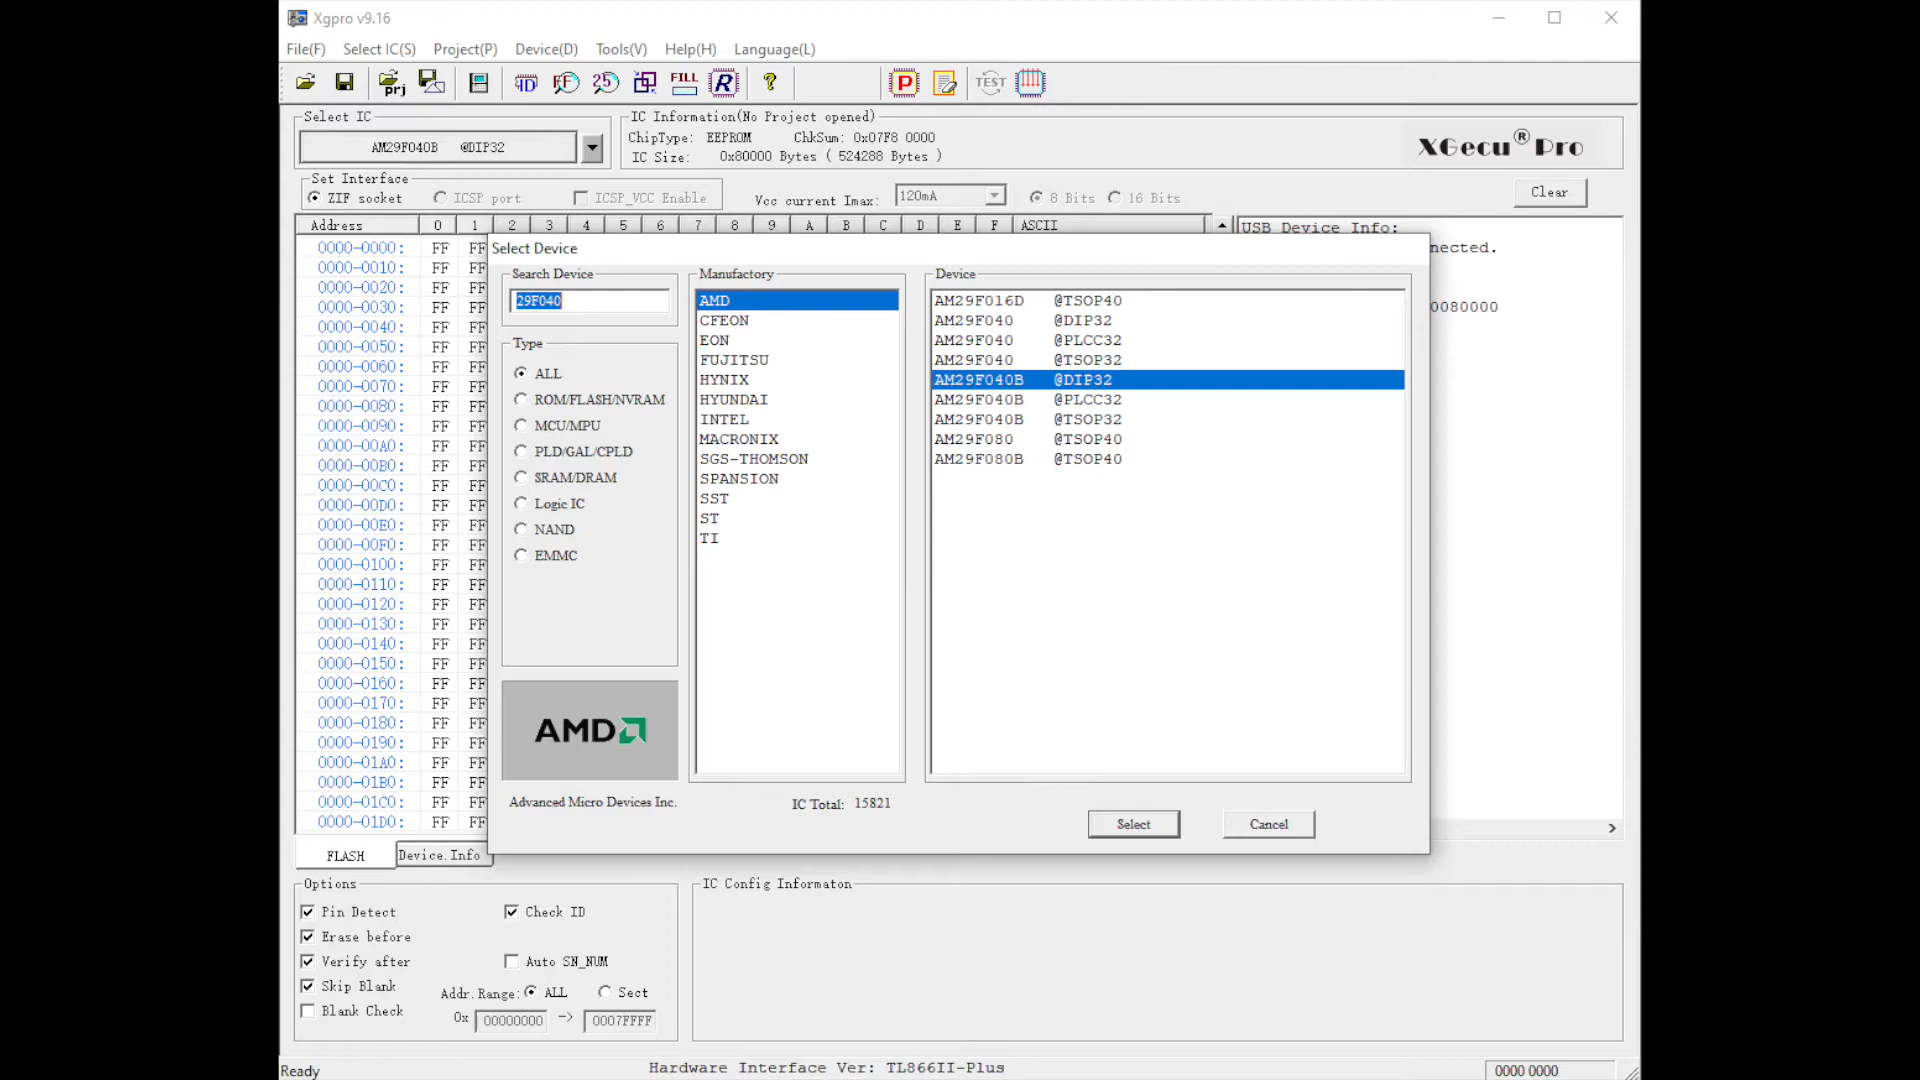 Xgpro v9.16
File(F) Select IC(S) Project(P) Device(D) Tools(V) Help(H) Language(L)
prj ID FF 25 FILL R ? P TEST
Select IC
AM29F040B @DIP32
IC Information(No Project opened)
ChipType: EEPROM ChkSum: 0x07F8 0000
IC Size: 0x80000 Bytes ( 524288 Bytes )
XGecu® Pro
Set Interface
ZIF socket ICSP port ICSP_VCC Enable Vcc current Imax: 120mA 8 Bits 16 Bits Clear
Address 0 1 2 3 4 5 6 7 8 9 A B C D E F ASCII
0000-0000: FF FF
0000-0010: FF FF
0000-0020: FF FF
0000-0030: FF FF
0000-0040: FF FF
0000-0050: FF FF
0000-0060: FF FF
0000-0070: FF FF
0000-0080: FF FF
0000-0090: FF FF
0000-00A0: FF FF
0000-00B0: FF FF
0000-00C0: FF FF
0000-00D0: FF FF
0000-00E0: FF FF
0000-00F0: FF FF
0000-0100: FF FF
0000-0110: FF FF
0000-0120: FF FF
0000-0130: FF FF
0000-0140: FF FF
0000-0150: FF FF
0000-0160: FF FF
0000-0170: FF FF
0000-0180: FF FF
0000-0190: FF FF
0000-01A0: FF FF
0000-01B0: FF FF
0000-01C0: FF FF
0000-01D0: FF FF
USB Device Info:
nected.
0080000
Select Device
Search Device
29F040
Type
ALL
ROM/FLASH/NVRAM
MCU/MPU
PLD/GAL/CPLD
SRAM/DRAM
Logic IC
NAND
EMMC
AMD
Advanced Micro Devices Inc.
Manufactory
AMD
CFEON
EON
FUJITSU
HYNIX
HYUNDAI
INTEL
MACRONIX
SGS-THOMSON
SPANSION
SST
ST
TI
IC Total: 15821
Device
AM29F016D @TSOP40
AM29F040 @DIP32
AM29F040 @PLCC32
AM29F040 @TSOP32
AM29F040B @DIP32
AM29F040B @PLCC32
AM29F040B @TSOP32
AM29F080 @TSOP40
AM29F080B @TSOP40
Select Cancel
FLASH Device.Info
Options
Pin Detect Check ID
Erase before
Verify after Auto SN_NUM
Skip Blank Addr.Range: ALL Sect
Blank Check 0x 00000000 -> 0007FFFF
IC Config Informaton
Ready Hardware Interface Ver: TL866II-Plus 0000 0000